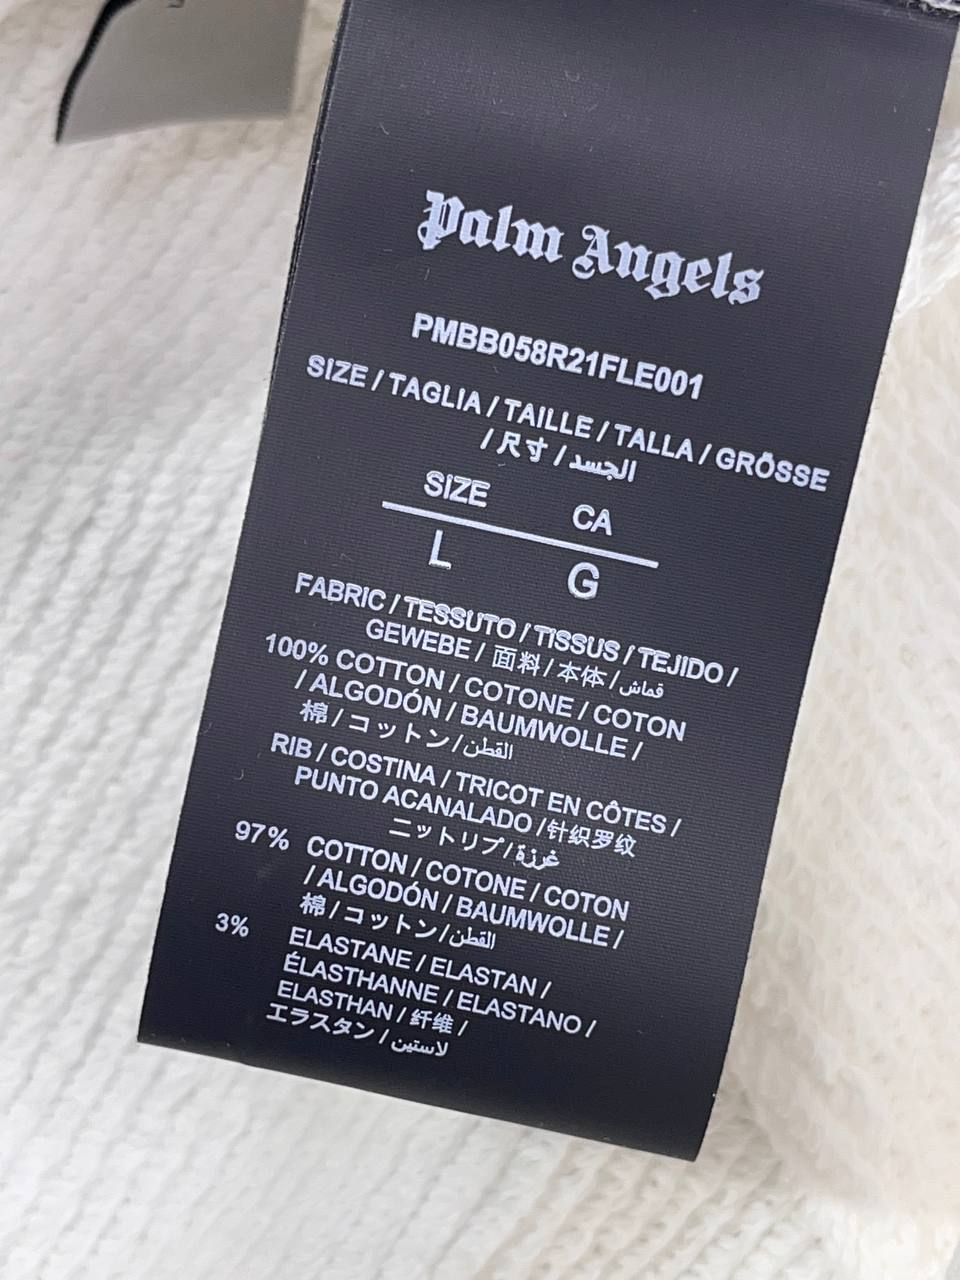 Palm Angels
PMBB058R21FLE001
SIZE / TAGLIA / TAILLE / TALLA / GRÖSSE
/ 尺寸 / الجسد
SIZE CA
L G
FABRIC / TESSUTO / TISSUS / TEJIDO /
GEWEBE / 面料 / 本体 / قماش
100% COTTON / COTONE / COTON
/ ALGODÓN / BAUMWOLLE /
棉 / コットン / القطن
RIB / COSTINA / TRICOT EN CÔTES /
PUNTO ACANALADO / 针织罗纹
ニットリブ / غرزة
97% COTTON / COTONE / COTON
/ ALGODÓN / BAUMWOLLE /
棉 / コットン / القطن
3% ELASTANE / ELASTAN /
ÉLASTHANNE / ELASTANO /
ELASTHAN / 纤维 /
エラスタン / لاستين